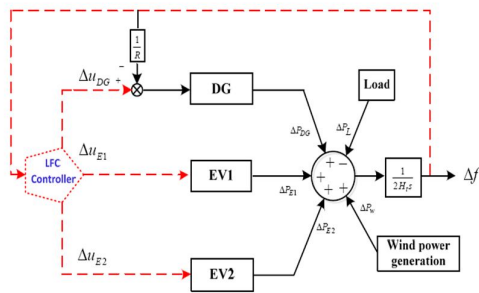 1
R
−
+
Δu_DG
DG
Load
ΔP_DG
ΔP_L
LFC
Controller
Δu_E1
EV1
ΔP_E1
+ −
+
+ +
1
2H_t s
Δf
ΔP_w
ΔP_E2
Δu_E2
EV2
Wind power
generation